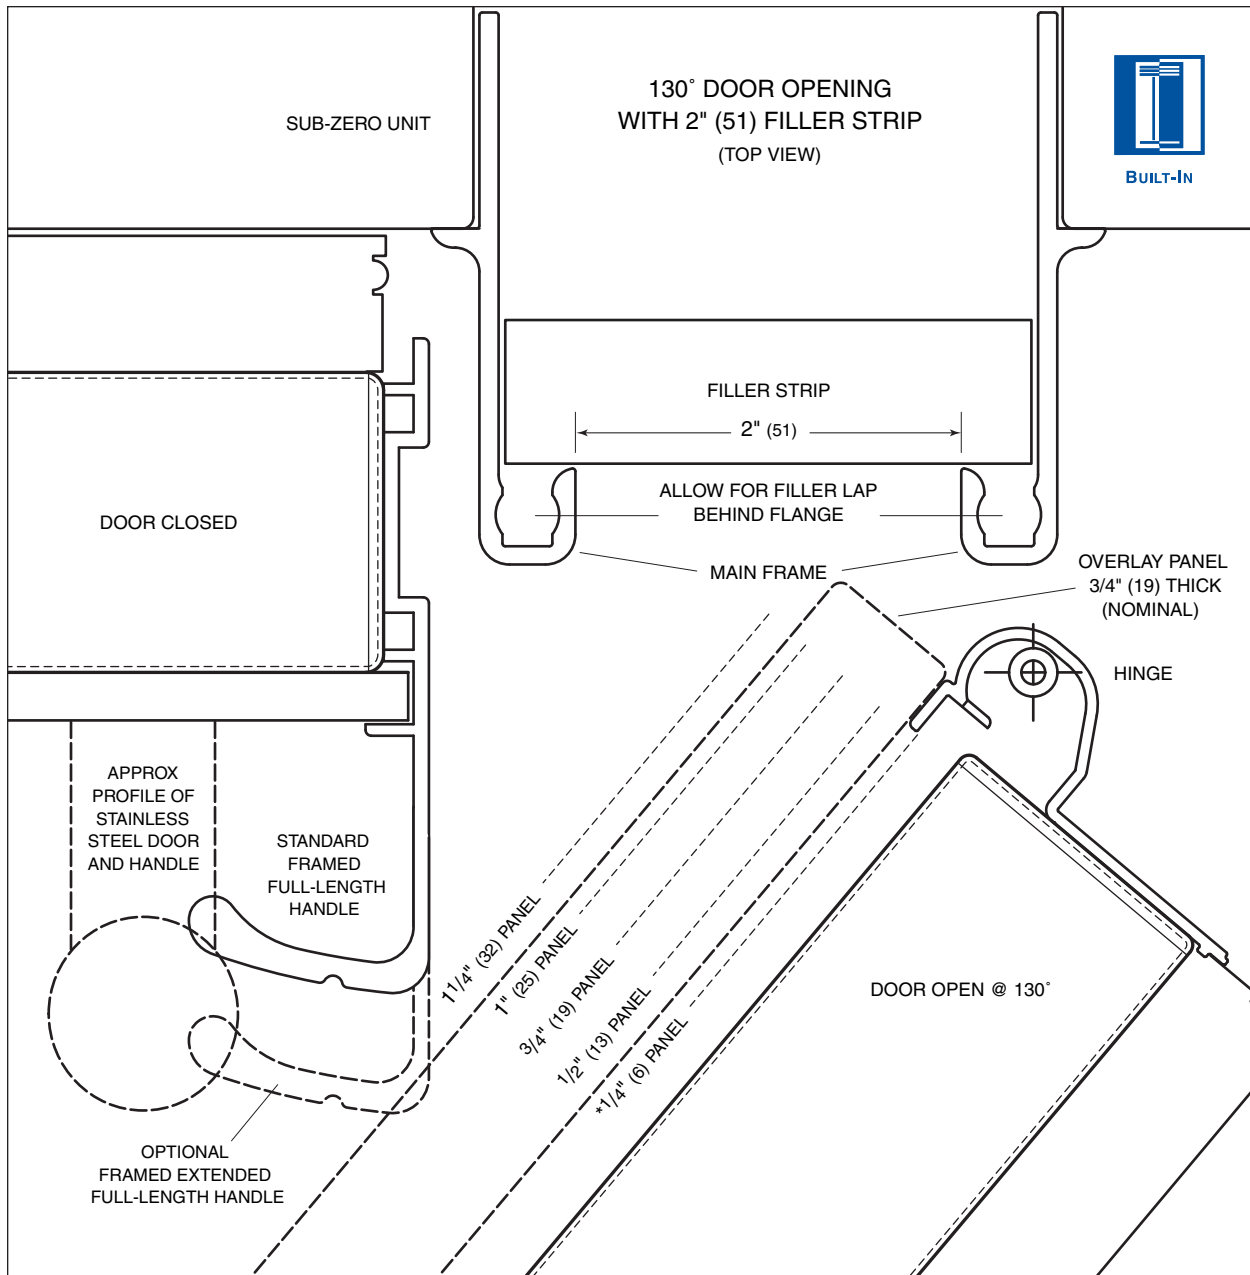 SUB-ZERO UNIT
130˚ DOOR OPENING
WITH 2" (51) FILLER STRIP
(TOP VIEW)
BUILT-IN
FILLER STRIP
2" (51)
DOOR CLOSED
ALLOW FOR FILLER LAP
BEHIND FLANGE
MAIN FRAME
OVERLAY PANEL
3/4" (19) THICK
(NOMINAL)
HINGE
APPROX
PROFILE OF
STAINLESS
STEEL DOOR
AND HANDLE
STANDARD
FRAMED
FULL-LENGTH
HANDLE
1 1/4" (32) PANEL
1" (25) PANEL
3/4" (19) PANEL
1/2" (13) PANEL
*1/4" (6) PANEL
DOOR OPEN @ 130˚
OPTIONAL
FRAMED EXTENDED
FULL-LENGTH HANDLE